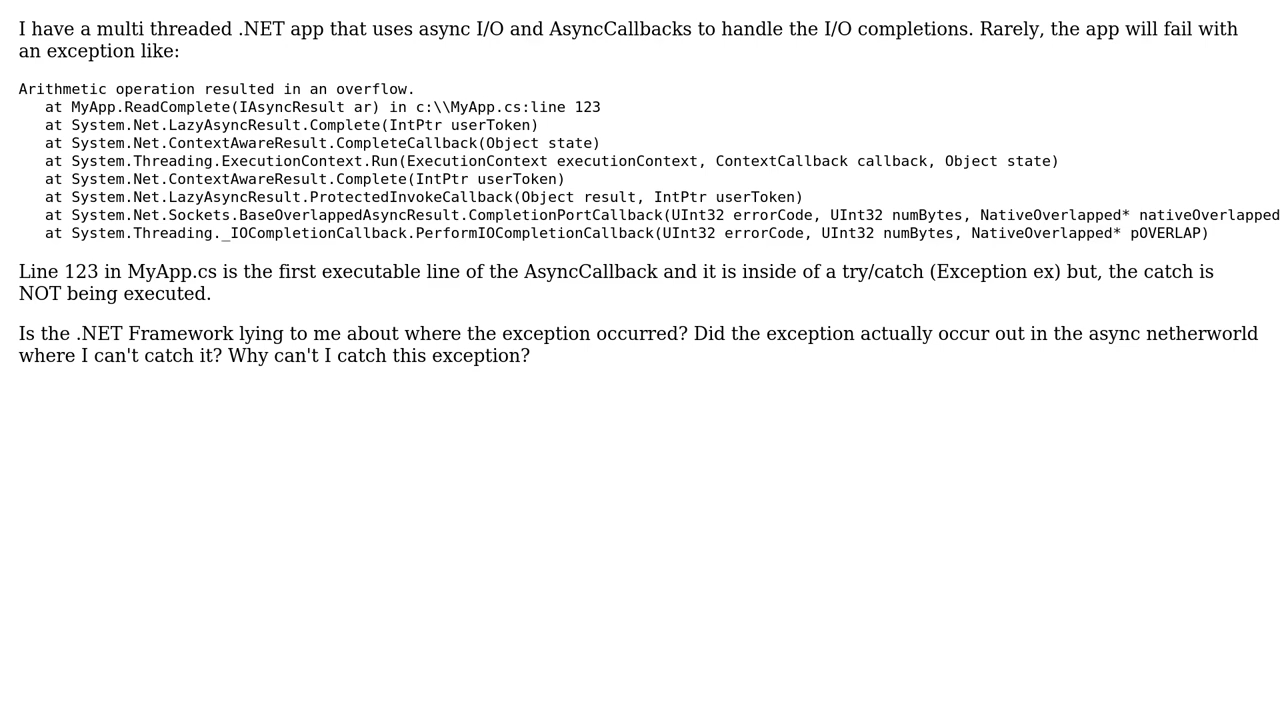 I have a multi threaded .NET app that uses async I/O and AsyncCallbacks to handle the I/O completions. Rarely, the app will fail with
an exception like:
Arithmetic operation resulted in an overflow.
   at MyApp.ReadComplete(IAsyncResult ar) in c:\\MyApp.cs:line 123
   at System.Net.LazyAsyncResult.Complete(IntPtr userToken)
   at System.Net.ContextAwareResult.CompleteCallback(Object state)
   at System.Threading.ExecutionContext.Run(ExecutionContext executionContext, ContextCallback callback, Object state)
   at System.Net.ContextAwareResult.Complete(IntPtr userToken)
   at System.Net.LazyAsyncResult.ProtectedInvokeCallback(Object result, IntPtr userToken)
   at System.Net.Sockets.BaseOverlappedAsyncResult.CompletionPortCallback(UInt32 errorCode, UInt32 numBytes, NativeOverlapped* nativeOverlapped
   at System.Threading._IOCompletionCallback.PerformIOCompletionCallback(UInt32 errorCode, UInt32 numBytes, NativeOverlapped* pOVERLAP)
Line 123 in MyApp.cs is the first executable line of the AsyncCallback and it is inside of a try/catch (Exception ex) but, the catch is
NOT being executed.
Is the .NET Framework lying to me about where the exception occurred? Did the exception actually occur out in the async netherworld
where I can't catch it? Why can't I catch this exception?